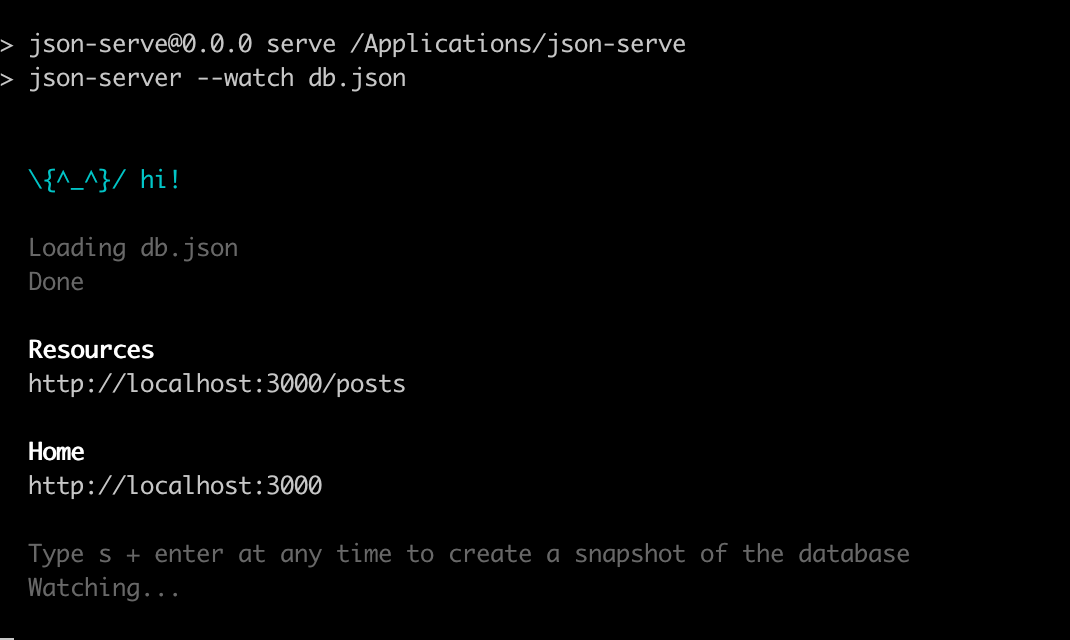 > json-serve@0.0.0 serve /Applications/json-serve
> json-server --watch db.json
\{^_^}/ hi!
Loading db.json
Done
Resources
http://localhost:3000/posts
Home
http://localhost:3000
Type s + enter at any time to create a snapshot of the database
Watching...